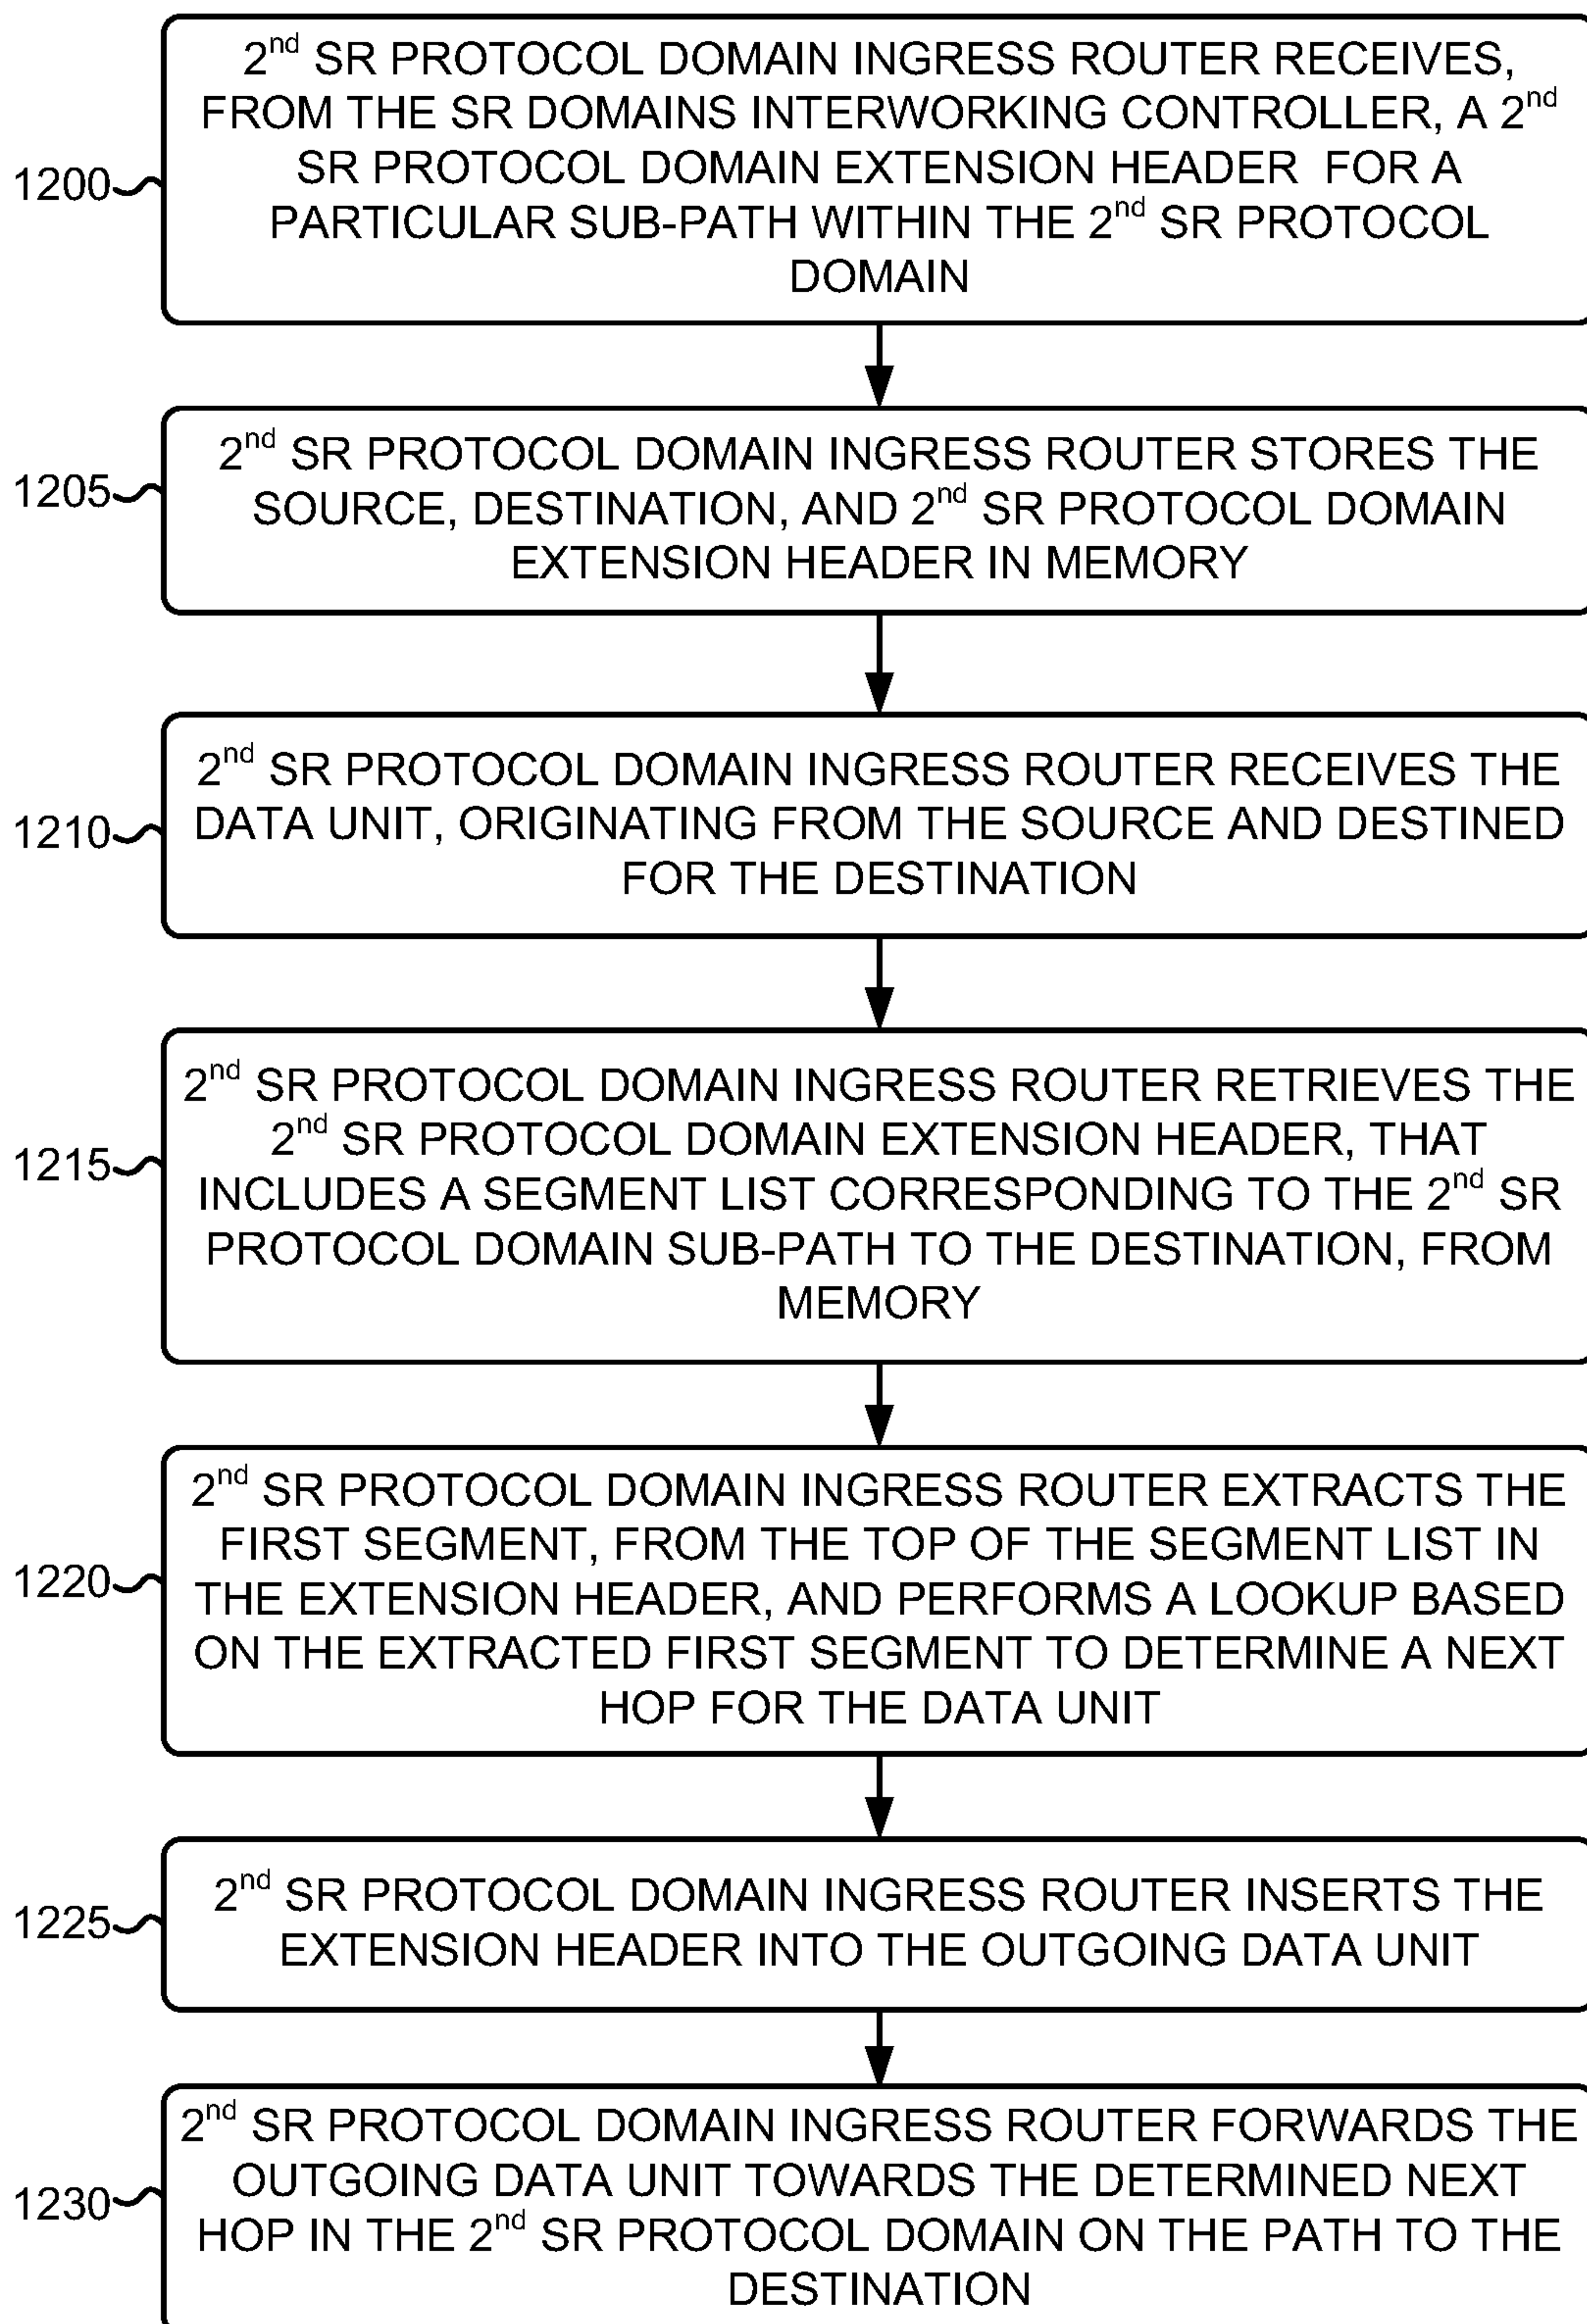 2nd SR PROTOCOL DOMAIN INGRESS ROUTER RECEIVES,
FROM THE SR DOMAINS INTERWORKING CONTROLLER, A 2nd
SR PROTOCOL DOMAIN EXTENSION HEADER FOR A
PARTICULAR SUB-PATH WITHIN THE 2nd SR PROTOCOL
DOMAIN
1200
2nd SR PROTOCOL DOMAIN INGRESS ROUTER STORES THE
SOURCE, DESTINATION, AND 2nd SR PROTOCOL DOMAIN
EXTENSION HEADER IN MEMORY
1205
2nd SR PROTOCOL DOMAIN INGRESS ROUTER RECEIVES THE
DATA UNIT, ORIGINATING FROM THE SOURCE AND DESTINED
FOR THE DESTINATION
1210
2nd SR PROTOCOL DOMAIN INGRESS ROUTER RETRIEVES THE
2nd SR PROTOCOL DOMAIN EXTENSION HEADER, THAT
INCLUDES A SEGMENT LIST CORRESPONDING TO THE 2nd SR
PROTOCOL DOMAIN SUB-PATH TO THE DESTINATION, FROM
MEMORY
1215
2nd SR PROTOCOL DOMAIN INGRESS ROUTER EXTRACTS THE
FIRST SEGMENT, FROM THE TOP OF THE SEGMENT LIST IN
THE EXTENSION HEADER, AND PERFORMS A LOOKUP BASED
ON THE EXTRACTED FIRST SEGMENT TO DETERMINE A NEXT
HOP FOR THE DATA UNIT
1220
2nd SR PROTOCOL DOMAIN INGRESS ROUTER INSERTS THE
EXTENSION HEADER INTO THE OUTGOING DATA UNIT
1225
2nd SR PROTOCOL DOMAIN INGRESS ROUTER FORWARDS THE
OUTGOING DATA UNIT TOWARDS THE DETERMINED NEXT
HOP IN THE 2nd SR PROTOCOL DOMAIN ON THE PATH TO THE
DESTINATION
1230